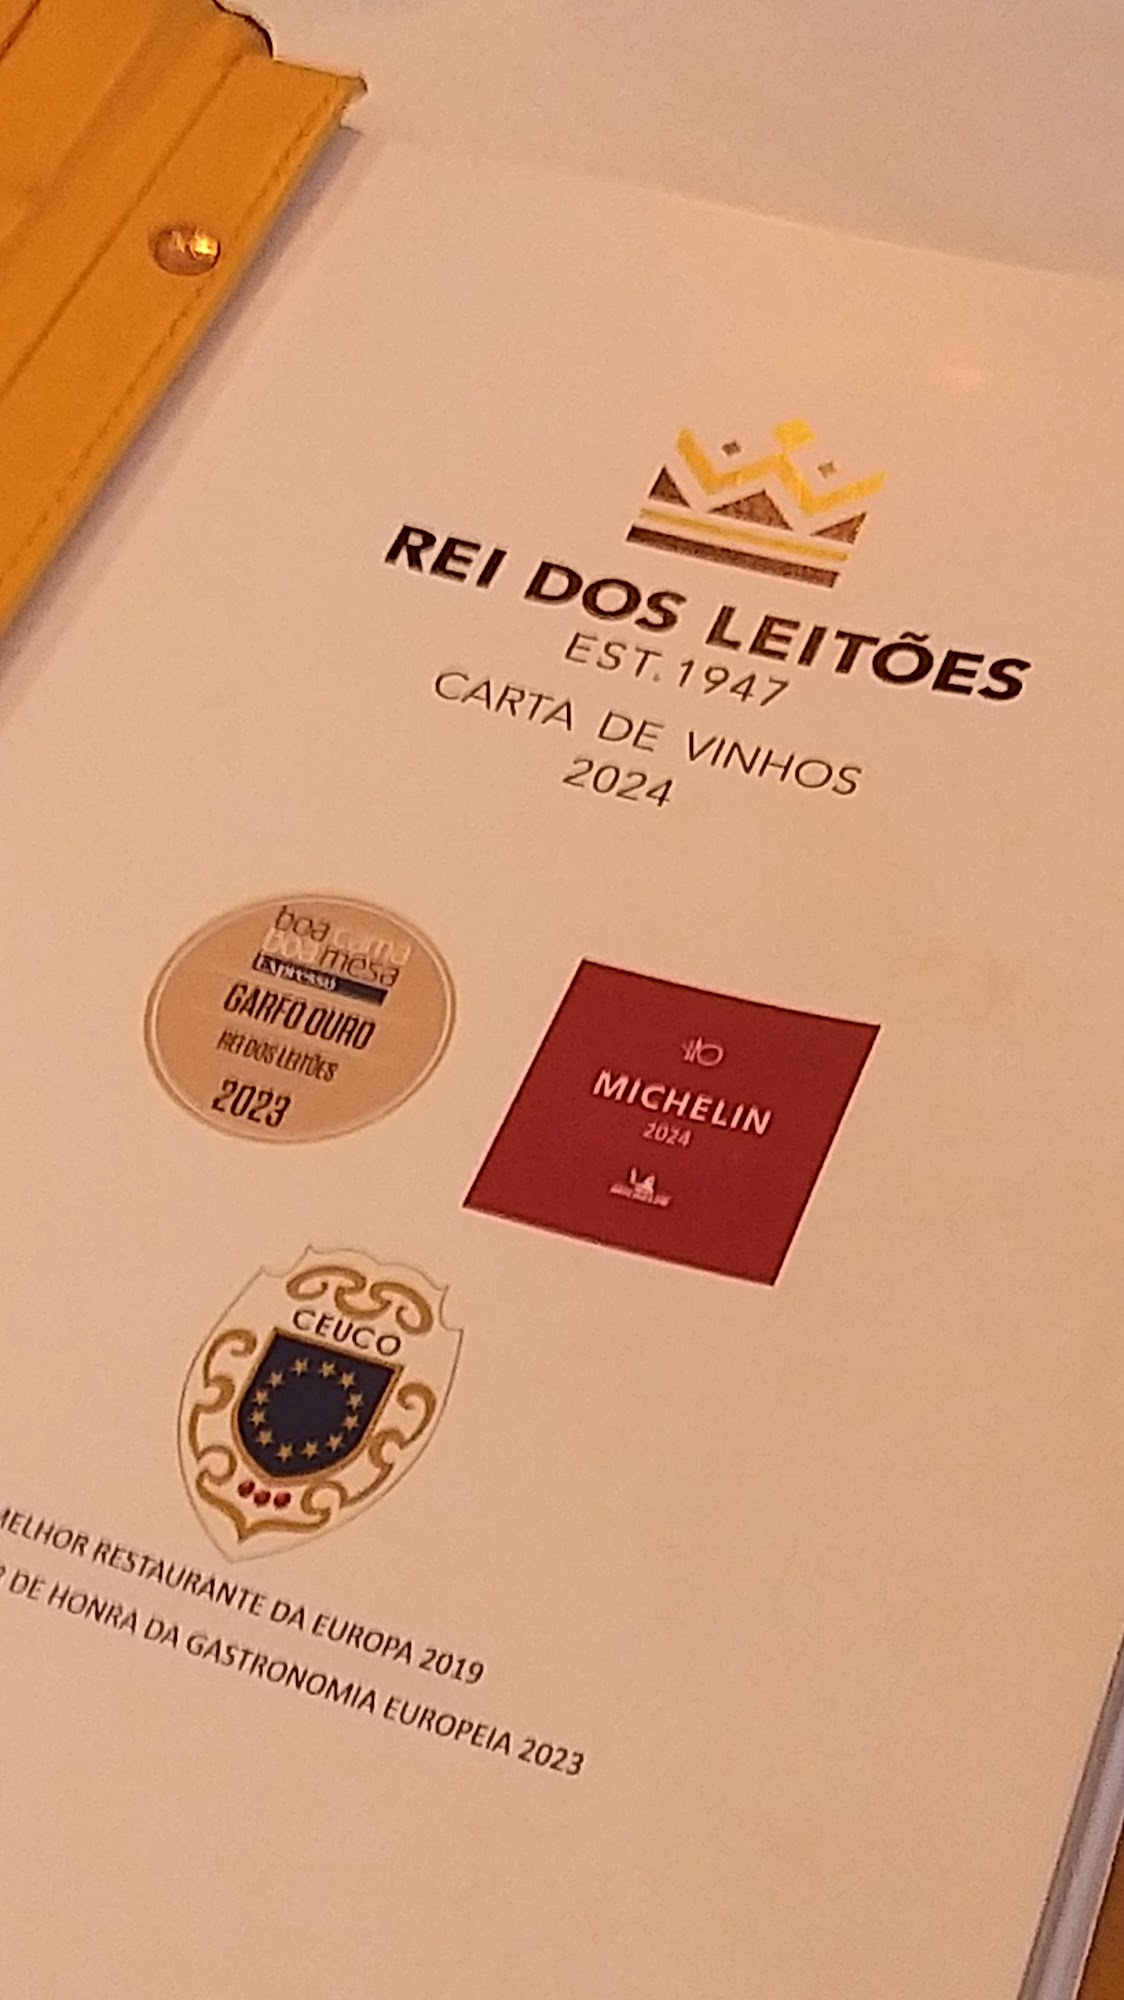 REI DOS LEITÕES
EST. 1947
CARTA DE VINHOS
2024
boa cama
boa mesa
Expresso
GARFO OURO
REI DOS LEITÕES
2023
MICHELIN
2024
CEUCO
MELHOR RESTAURANTE DA EUROPA 2019
DE HONRA DA GASTRONOMIA EUROPEIA 2023